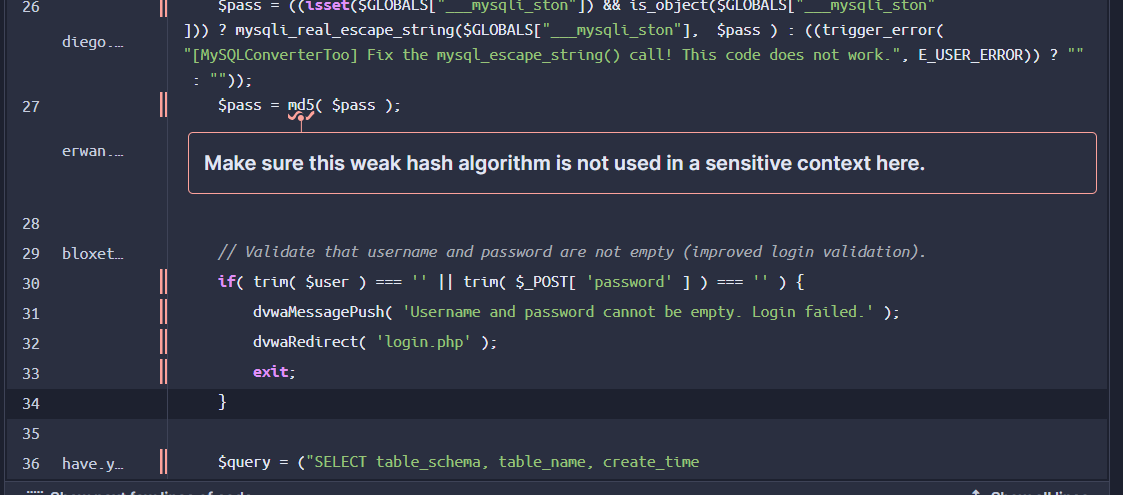 26 $pass = ((isset($GLOBALS["___mysqli_ston"]) && is_object($GLOBALS["___mysqli_ston"
diego.… ])) ? mysqli_real_escape_string($GLOBALS["___mysqli_ston"],  $pass ) : ((trigger_error(
"[MySQLConverterToo] Fix the mysql_escape_string() call! This code does not work.", E_USER_ERROR)) ? ""
: ""));
27 $pass = md5( $pass );
erwan.…
Make sure this weak hash algorithm is not used in a sensitive context here.
28
29 bloxet… // Validate that username and password are not empty (improved login validation).
30 if( trim( $user ) === '' || trim( $_POST[ 'password' ] ) === '' ) {
31 dvwaMessagePush( 'Username and password cannot be empty. Login failed.' );
32 dvwaRedirect( 'login.php' );
33 exit;
34 }
35
36 have.y… $query = ("SELECT table_schema, table_name, create_time